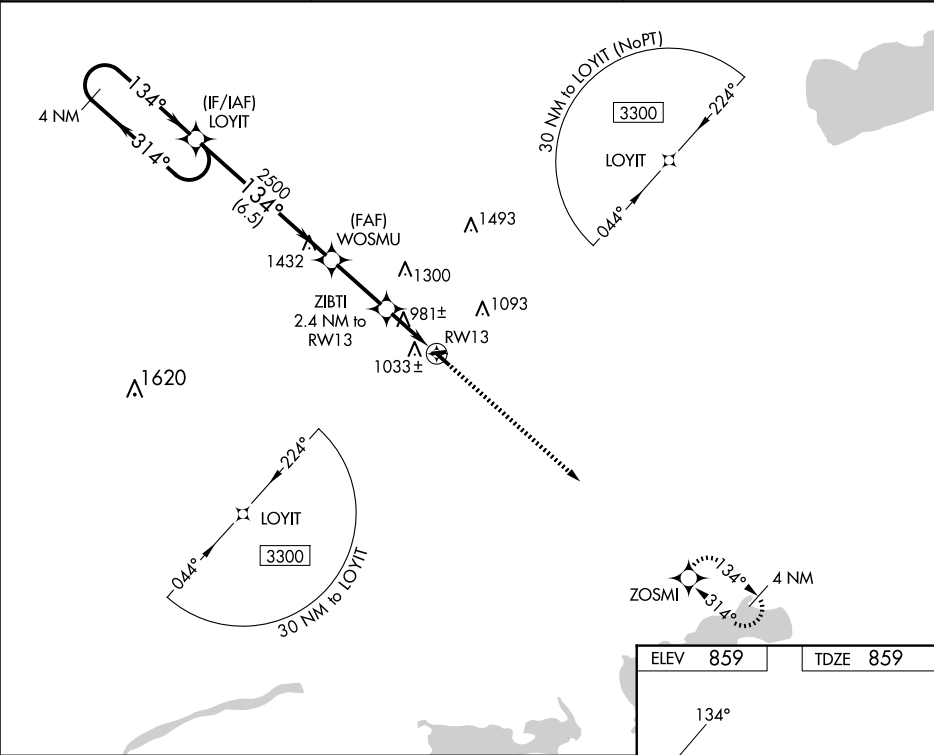 30 NM to LOYIT (NoPT)
3300
224°
LOYIT
044°
134°
4 NM
314°
(IF/IAF)
LOYIT
2500
134°
(6.5)
(FAF)
WOSMU
1432
1493
1300
ZIBTI
2.4 NM to
RW13
981±
1093
RW13
1033±
1620
224°
LOYIT
3300
044°
30 NM to LOYIT
134°
4 NM
ZOSMI
314°
ELEV 859
TDZE 859
134°